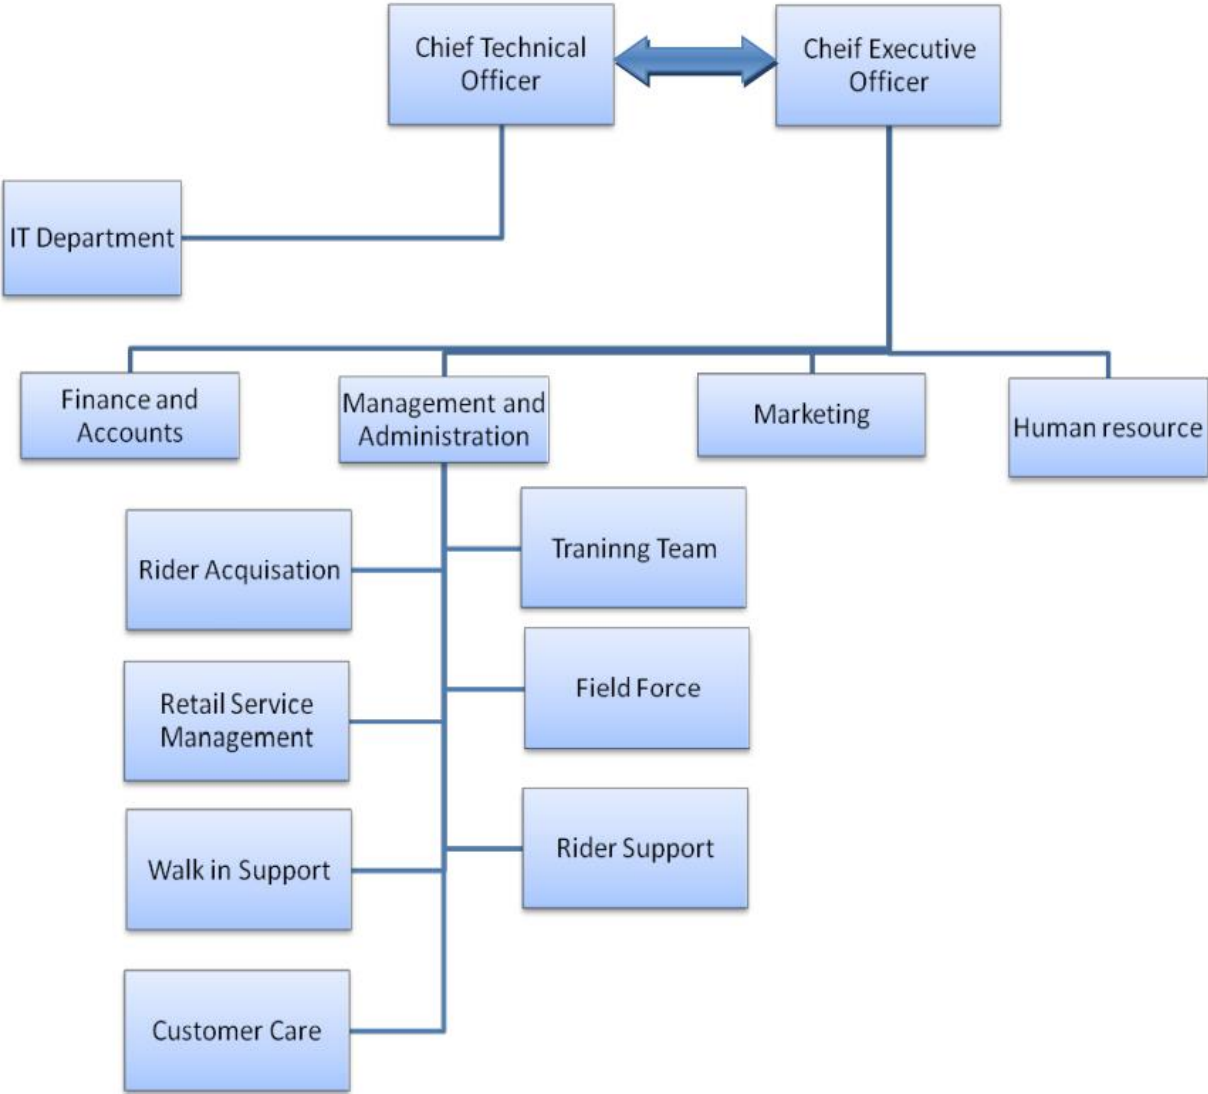 Chief Technical
Officer
Cheif Executive
Officer
IT Department
Finance and
Accounts
Management and
Administration
Marketing
Human resource
Rider Acquisation
Traninng Team
Retail Service
Management
Field Force
Walk in Support
Rider Support
Customer Care